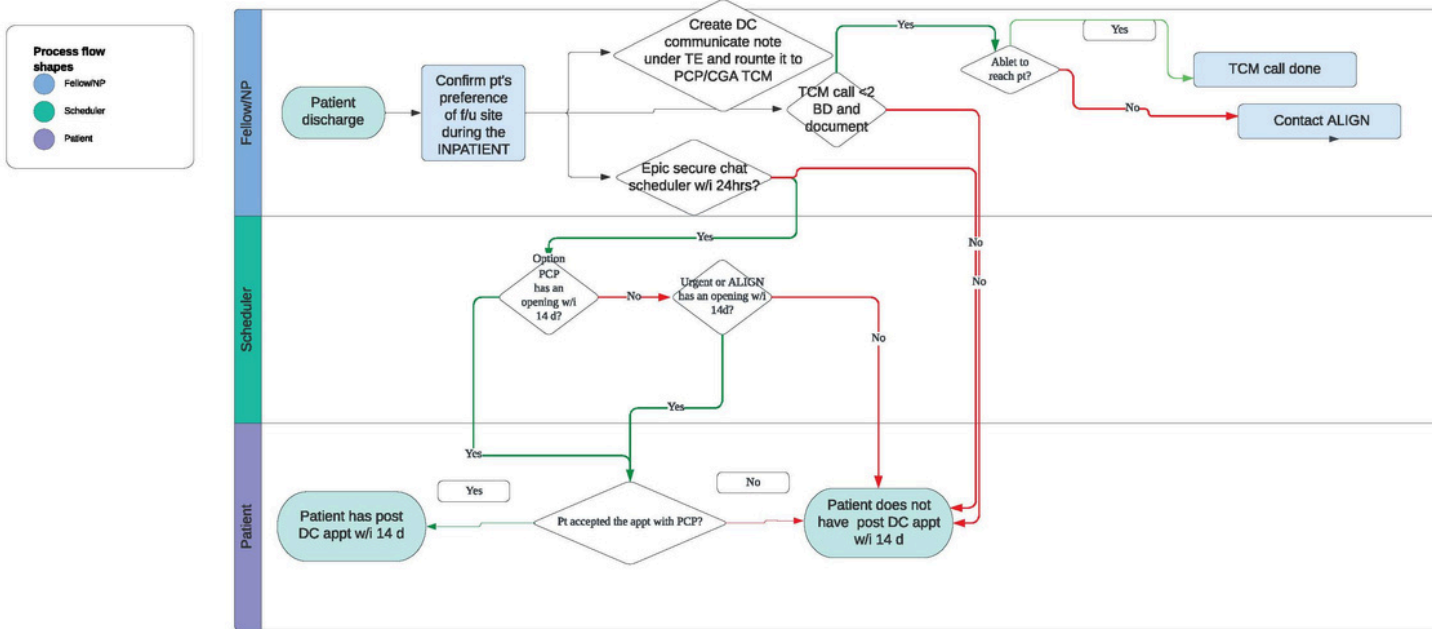 Process flow
shapes
Fellow/NP
Scheduler
Patient
Fellow/NP
Patient
discharge
Confirm pt's
preference
of f/u site
during the
INPATIENT
Create DC
communicate note
under TE and rounte it to
PCP/CGA TCM
TCM call <2
BD and
document
Epic secure chat
scheduler w/i 24hrs?
Yes
Ablet to
reach pt?
Yes
TCM call done
No
Contact ALIGN
Scheduler
Yes
Option
PCP
has an
opening w/i
14 d?
No
Urgent or ALIGN
has an opening w/i
14d?
No
No
No
Yes
Patient
Yes
Yes
Patient has post
DC appt w/i 14 d
Pt accepted the appt with PCP?
No
Patient does not
have post DC appt
w/i 14 d